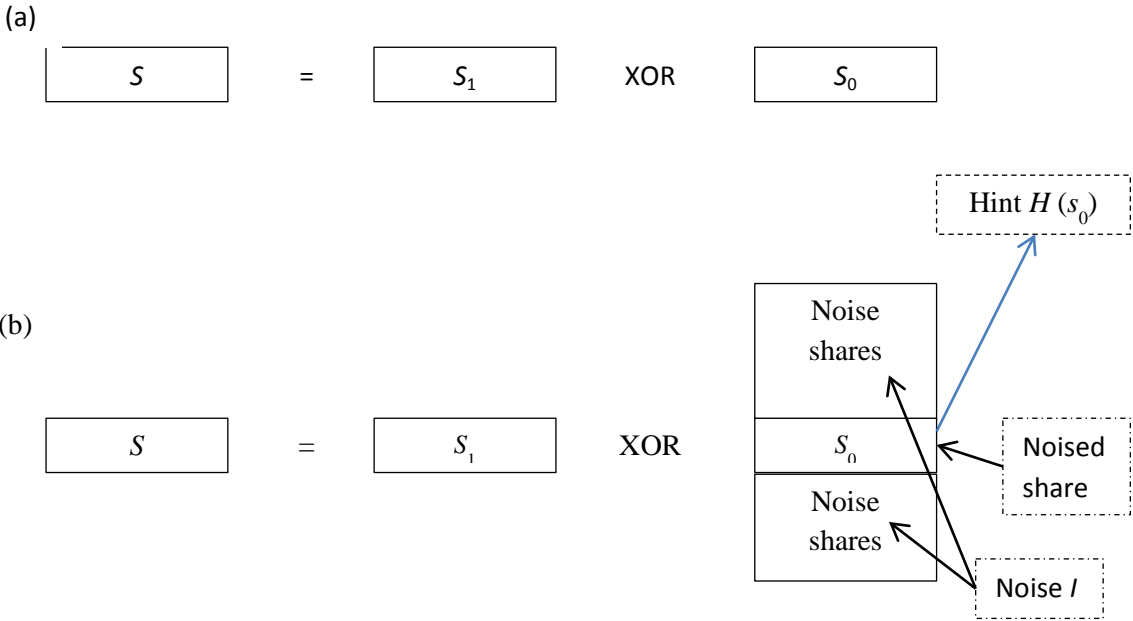 (a)
S = S₁ XOR S₀
Hint H (s₀)
Noise
shares
(b)
S = S₁ XOR S₀
Noised
share
Noise
shares
Noise I